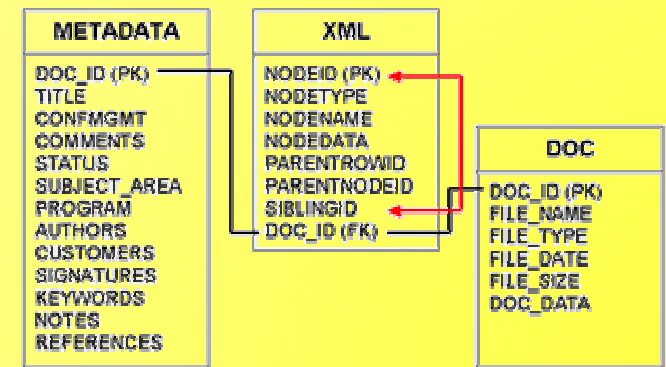 METADATA
DOC_ID (PK)
TITLE
CONFMGMT
COMMENTS
STATUS
SUBJECT_AREA
PROGRAM
AUTHORS
CUSTOMERS
SIGNATURES
KEYWORDS
NOTES
REFERENCES
XML
NODEID (PK)
NODETYPE
NODENAME
NODEDATA
PARENTROWID
PARENTNODEID
SIBLINGID
DOC_ID (FK)
DOC
DOC_ID (PK)
FILE_NAME
FILE_TYPE
FILE_DATE
FILE_SIZE
DOC_DATA